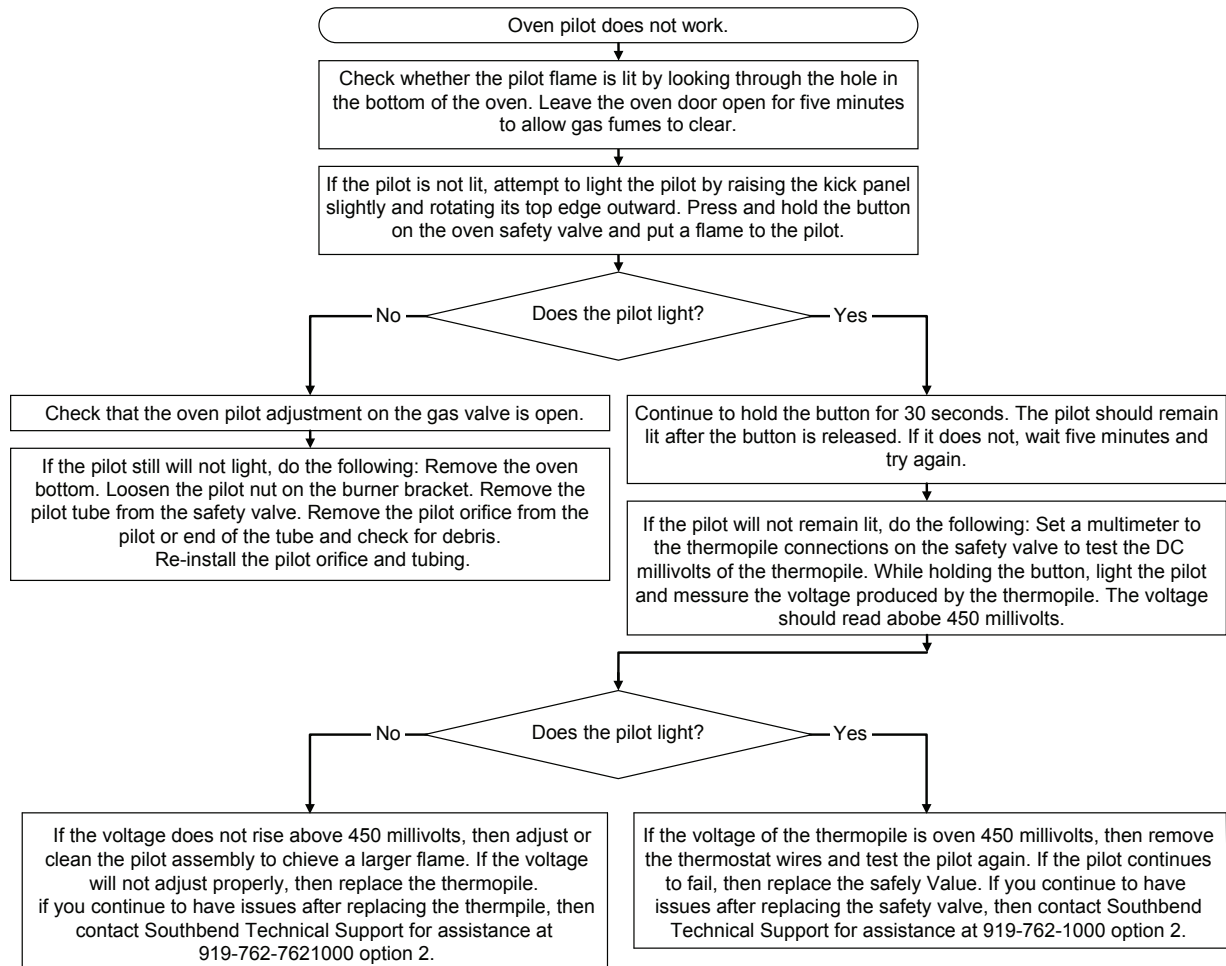 Oven pilot does not work.
Check whether the pilot flame is lit by looking through the hole in
the bottom of the oven. Leave the oven door open for five minutes
to allow gas fumes to clear.
If the pilot is not lit, attempt to light the pilot by raising the kick panel
slightly and rotating its top edge outward. Press and hold the button
on the oven safety valve and put a flame to the pilot.
Does the pilot light?
No
Yes
Check that the oven pilot adjustment on the gas valve is open.
If the pilot still will not light, do the following: Remove the oven
bottom. Loosen the pilot nut on the burner bracket. Remove the
pilot tube from the safety valve. Remove the pilot orifice from the
pilot or end of the tube and check for debris.
Re-install the pilot orifice and tubing.
Continue to hold the button for 30 seconds. The pilot should remain
lit after the button is released. If it does not, wait five minutes and
try again.
If the pilot will not remain lit, do the following: Set a multimeter to
the thermopile connections on the safety valve to test the DC
millivolts of the thermopile. While holding the button, light the pilot
and messure the voltage produced by the thermopile. The voltage
should read abobe 450 millivolts.
Does the pilot light?
No
Yes
If the voltage does not rise above 450 millivolts, then adjust or
clean the pilot assembly to chieve a larger flame. If the voltage
will not adjust properly, then replace the thermopile.
if you continue to have issues after replacing the thermpile, then
contact Southbend Technical Support for assistance at
919-762-7621000 option 2.
If the voltage of the thermopile is oven 450 millivolts, then remove
the thermostat wires and test the pilot again. If the pilot continues
to fail, then replace the safely Value. If you continue to have
issues after replacing the safety valve, then contact Southbend
Technical Support for assistance at 919-762-1000 option 2.